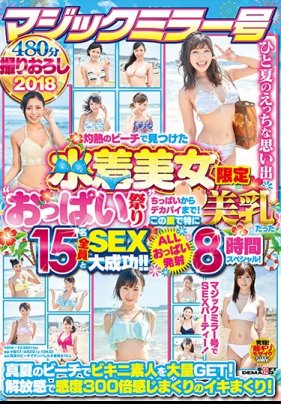 マジックミラー号
480分
撮りおろし
2018
ひと夏のえっちな思い出
灼熱のビーチで見つけた
水着美女限定
"おっぱい祭り"
ちっぱいから
デカパイまで!
この夏で特に
美乳だった
15名全員とSEX大成功!!
ALLおっぱい発射
8時間
スペシャル!
マジックミラー号で
SEXパーティー!
真夏のビーチでビキニ素人を大量GET!
解放感で感度300倍感じまくりのイキまくり!